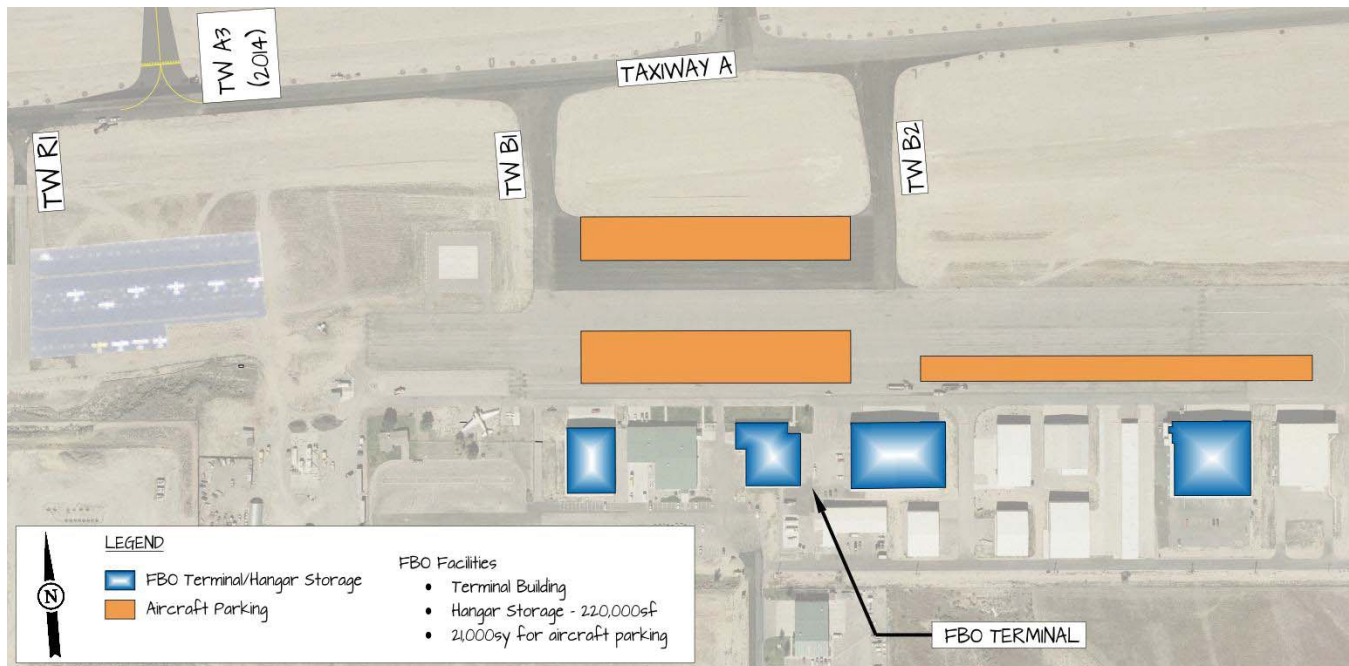 TW A3
(2014)
TAXIWAY A
TW R1
TW B1
TW B2
LEGEND
FBO Terminal/Hangar Storage
Aircraft Parking
FBO Facilities
• Terminal Building
• Hangar Storage - 220,000sf
• 21,000sy for aircraft parking
N
FBO TERMINAL